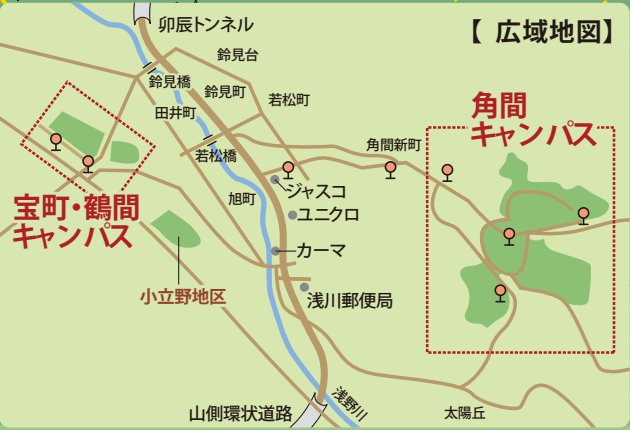 【 広域地図】
卯辰トンネル
鈴見台
鈴見橋
鈴見町
若松町
田井町
角間
キャンパス
角間新町
若松橋
旭町
ジャスコ
宝町・鶴間
キャンパス
ユニクロ
カーマ
小立野地区
浅川郵便局
山側環状道路
浅野川
太陽丘